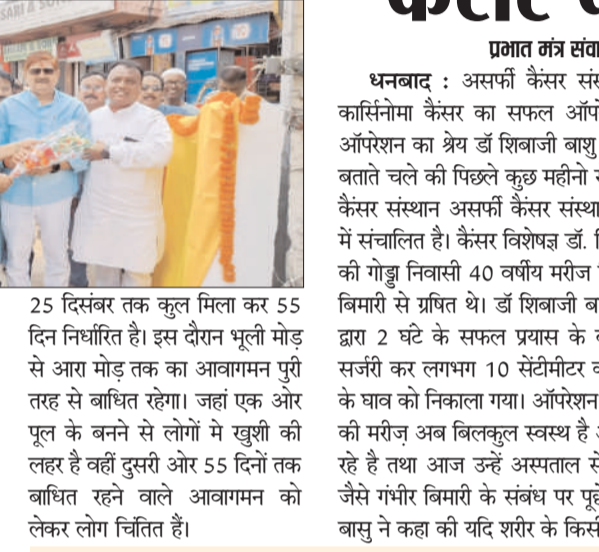 25 दिसंबर तक कुल मिला कर 55
दिन निर्धारित है। इस दौरान भूली मोड़
से आरा मोड़ तक का आवागमन पुरी
तरह से बाधित रहेगा। जहां एक ओर
पूल के बनने से लोगों मे खुशी की
लहर है वहीं दुसरी ओर 55 दिनों तक
बाधित रहने वाले आवागमन को
लेकर लोग चिंतित हैं।
प्रभात मंत्र संवा
धनबाद : असर्फी कैंसर संस
कार्सिनोमा कैंसर का सफल ऑपरे
ऑपरेशन का श्रेय डॉ शिबाजी बाशु
बताते चले की पिछले कुछ महीनो
कैंसर संस्थान असर्फी कैंसर संस्था
में संचालित है। कैंसर विशेषज्ञ डॉ.
की गोड्डा निवासी 40 वर्षीय मरीज
बिमारी से ग्रषित थे। डॉ शिबाजी ब
द्वारा 2 घंटे के सफल प्रयास के
सर्जरी कर लगभग 10 सेंटीमीटर
के घाव को निकाला गया। ऑपरेशन
की मरीज़ अब बिलकुल स्वस्थ है
रहे है तथा आज उन्हें अस्पताल से
जैसे गंभीर बिमारी के संबंध पर पूछे
बासु ने कहा की यदि शरीर के किसी